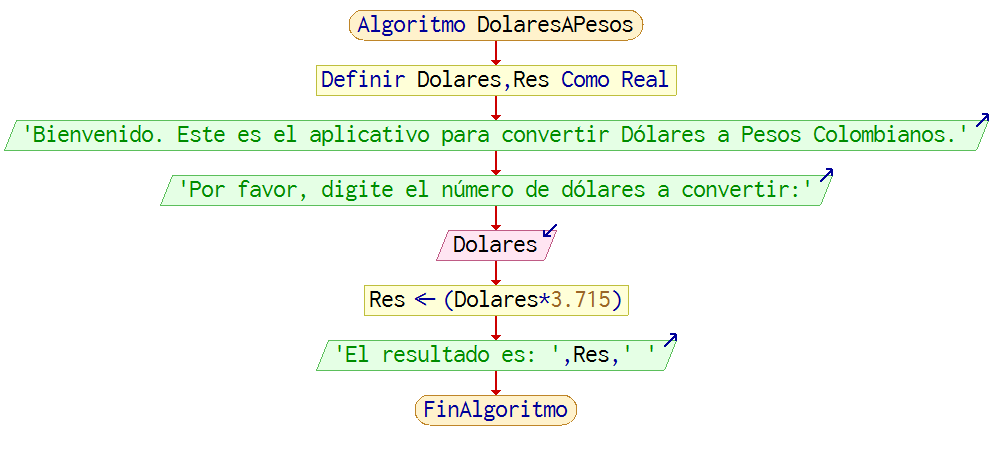 Algoritmo DolaresAPesos
Definir Dolares,Res Como Real
'Bienvenido. Este es el aplicativo para convertir Dólares a Pesos Colombianos.'
'Por favor, digite el número de dólares a convertir:'
Dolares
Res ← (Dolares*3.715)
'El resultado es: ',Res,' '
FinAlgoritmo